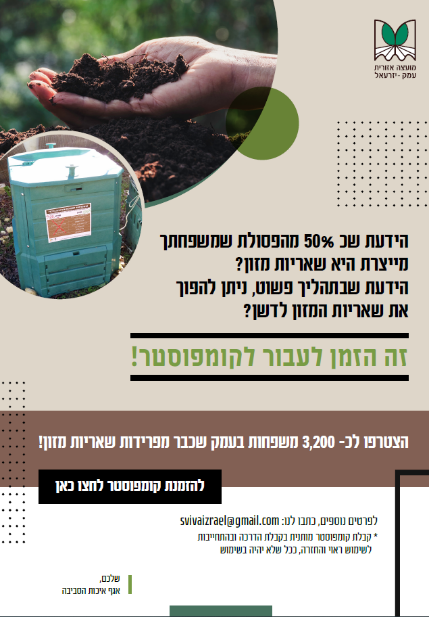 מועצה אזורית
עמק-יזרעאל
הידעת שכ 50% מהפסולת שמשפחתך
מייצרת היא שאריות מזון?
הידעת שבתהליך פשוט, ניתן להפוך
את שאריות המזון לדשן?
זה הזמן לעבור לקומפוסטר!
הצטרפו לכ- 3,200 משפחות בעמק שכבר מפרידות שאריות מזון!
להזמנת קומפוסטר לחצו כאן
לפרטים נוספים, כתבו לנו: svivaizrael@gmail.com
* קבלת קומפוסטר מותנית בקבלת הדרכה ובהתחייבות
לשימוש ראוי והחזרה, ככל שלא יהיה בשימוש
שלכם,
אגף איכות הסביבה